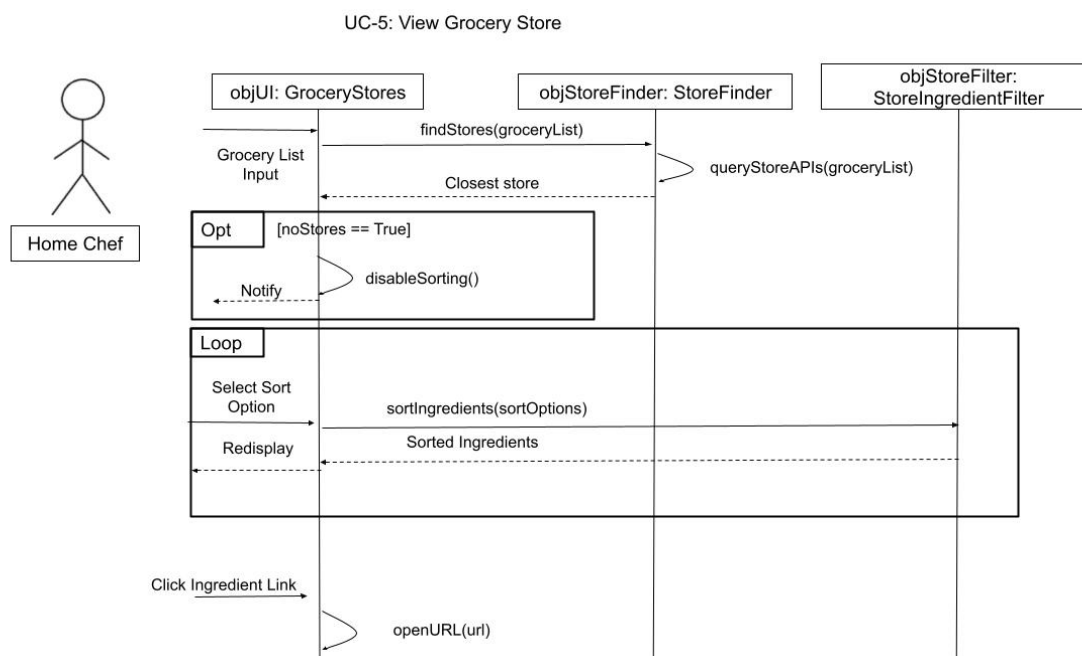 UC-5: View Grocery Store
objUI: GroceryStores
objStoreFinder: StoreFinder
objStoreFilter:
StoreIngredientFilter
findStores(groceryList)
Grocery List
Input
queryStoreAPIs(groceryList)
Closest store
Home Chef
Opt
[noStores == True]
disableSorting()
Notify
Loop
Select Sort
Option
sortIngredients(sortOptions)
Redisplay
Sorted Ingredients
Click Ingredient Link
openURL(url)